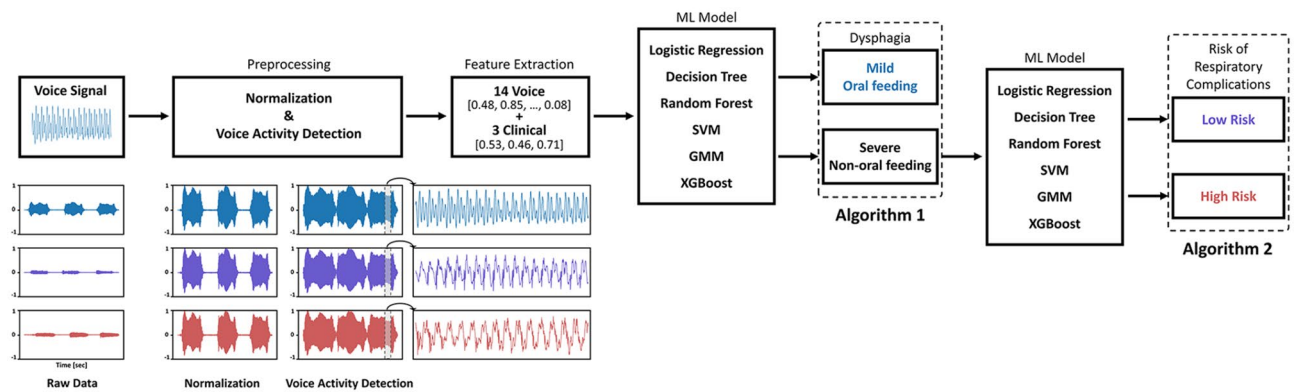 Voice Signal
Preprocessing
Normalization
&
Voice Activity Detection
Feature Extraction
14 Voice
[0.48, 0.85, ..., 0.08]
+
3 Clinical
[0.53, 0.46, 0.71]
ML Model
Logistic Regression
Decision Tree
Random Forest
SVM
GMM
XGBoost
Dysphagia
Mild
Oral feeding
Severe
Non-oral feeding
Algorithm 1
ML Model
Logistic Regression
Decision Tree
Random Forest
SVM
GMM
XGBoost
Risk of
Respiratory
Complications
Low Risk
High Risk
Algorithm 2
1
0
-1
1
0
1
0
1
0
-1
1
0
1
0
1
0
-1
1
0
1
0
Time [sec]
Raw Data
Normalization
Voice Activity Detection